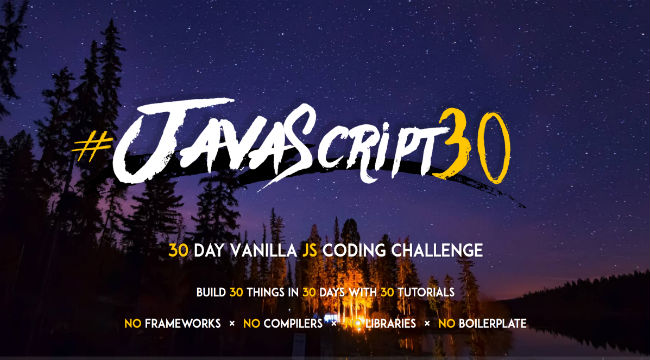 #JAVASCRIPT30
30 DAY VANILLA JS CODING CHALLENGE
BUILD 30 THINGS IN 30 DAYS WITH 30 TUTORIALS
NO FRAMEWORKS × NO COMPILERS × NO LIBRARIES × NO BOILERPLATE